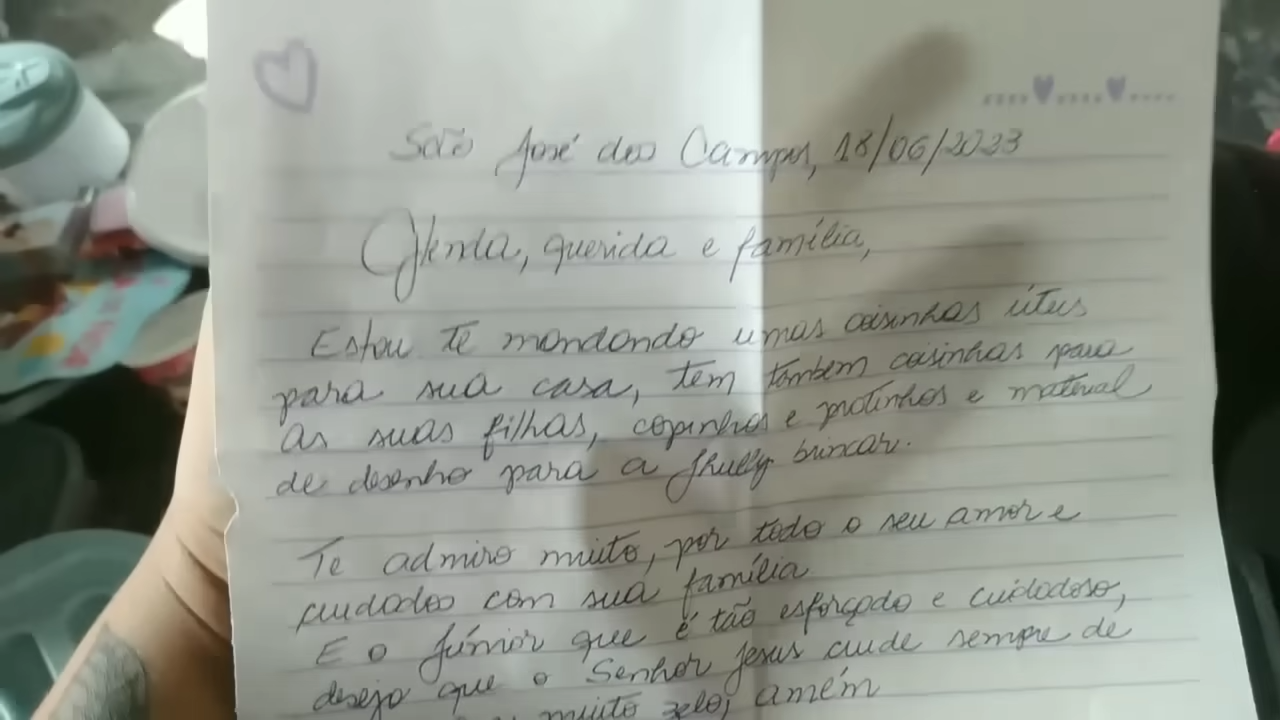 São José dos Campos, 18/06/2023
Glenda, querida e família,
Estou te mandando umas coisinhas úteis
para sua casa, tem também coisinhas para
as suas filhas, copinhos e pratinhos e material
de desenho para a Jhully brincar.
Te admiro muito, por todo o seu amor e
cuidados com sua família
E o Júnior que é tão esforçado e cuidadoso,
desejo que o Senhor Jesus cuide sempre de
muito zelo, amém